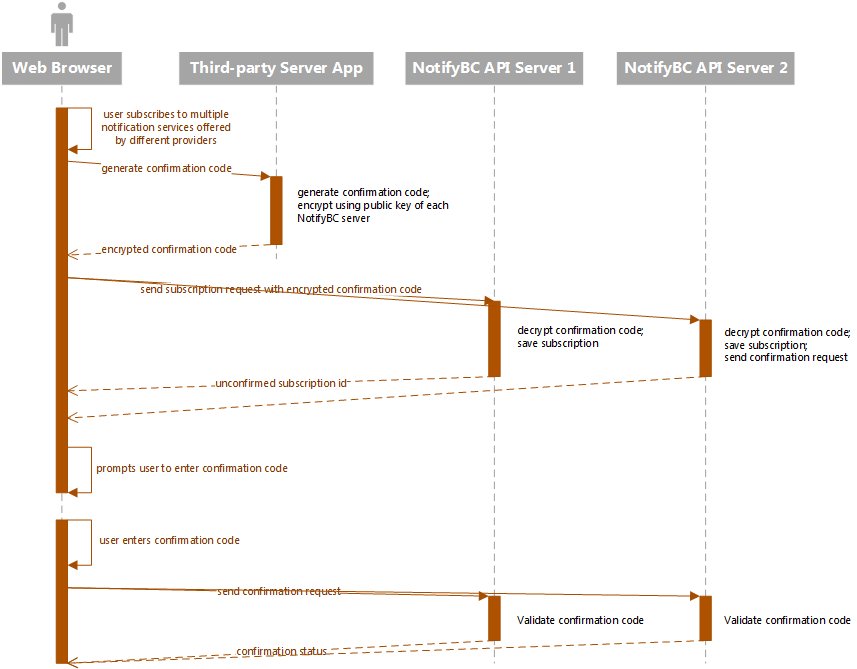 Web Browser
Third-party Server App
NotifyBC API Server 1
NotifyBC API Server 2
user subscribes to multiple
notification services offered
by different providers
generate confirmation code
generate confirmation code;
encrypt using public key of each
NotifyBC server
encrypted confirmation code
send subscription request with encrypted confirmation code
decrypt confirmation code;
save subscription
decrypt confirmation code;
save subscription;
send confirmation request
unconfirmed subscription id
prompts user to enter confirmation code
user enters confirmation code
send confirmation request
Validate confirmation code
Validate confirmation code
confirmation status